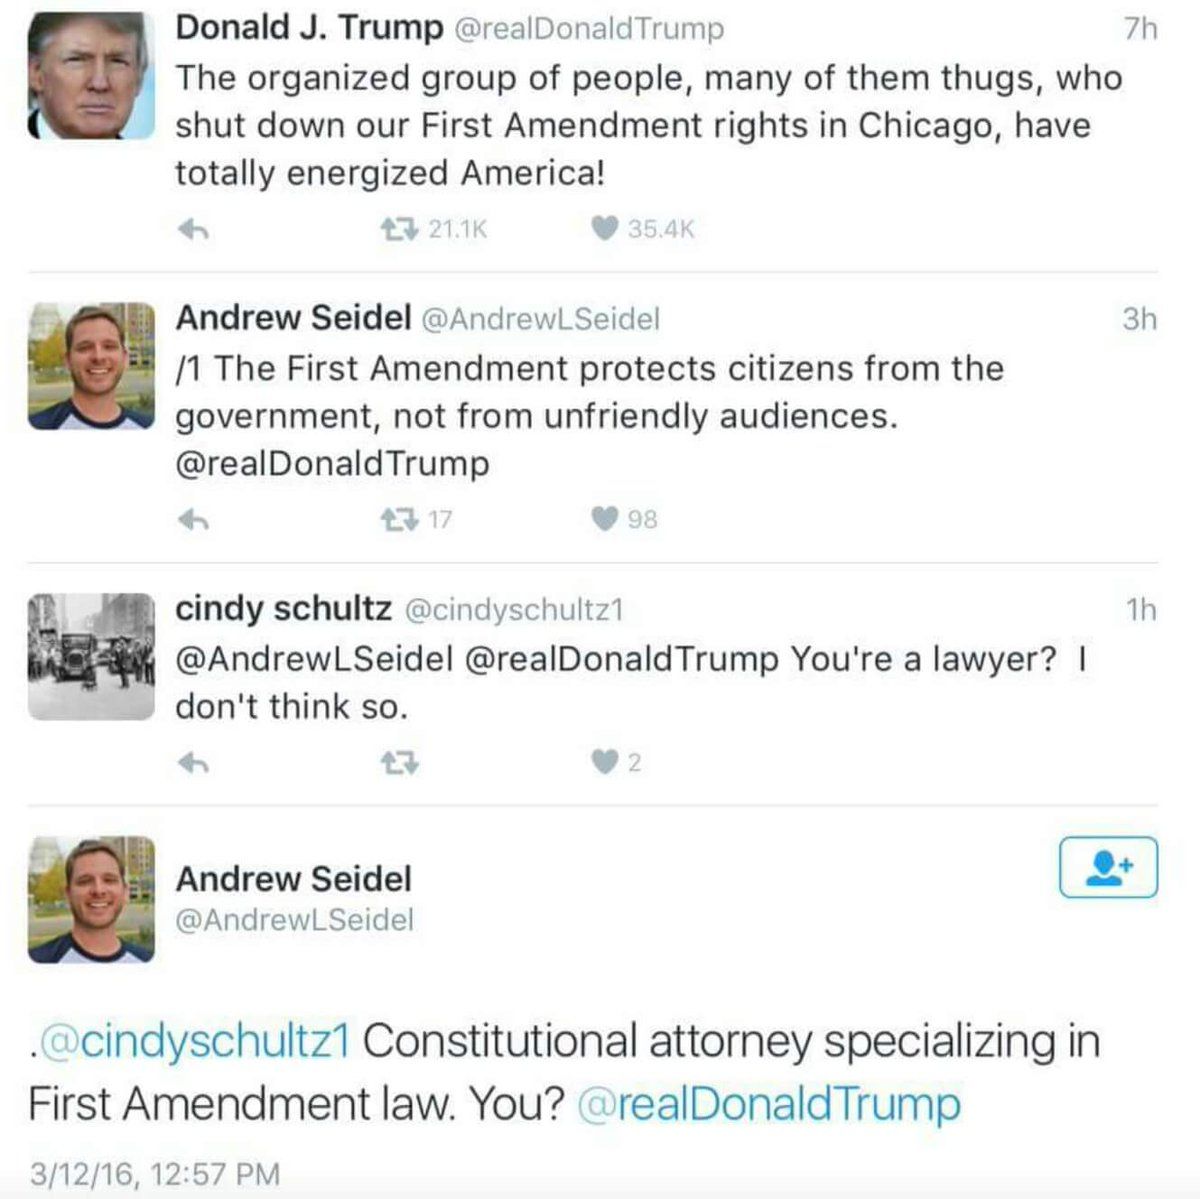 Donald J. Trump @realDonaldTrump 7h
The organized group of people, many of them thugs, who
shut down our First Amendment rights in Chicago, have
totally energized America!
21.1K 35.4K
Andrew Seidel @AndrewLSeidel 3h
/1 The First Amendment protects citizens from the
government, not from unfriendly audiences.
@realDonaldTrump
17 98
cindy schultz @cindyschultz1 1h
@AndrewLSeidel @realDonaldTrump You're a lawyer? I
don't think so.
2
Andrew Seidel
@AndrewLSeidel
.@cindyschultz1 Constitutional attorney specializing in
First Amendment law. You? @realDonaldTrump
3/12/16, 12:57 PM